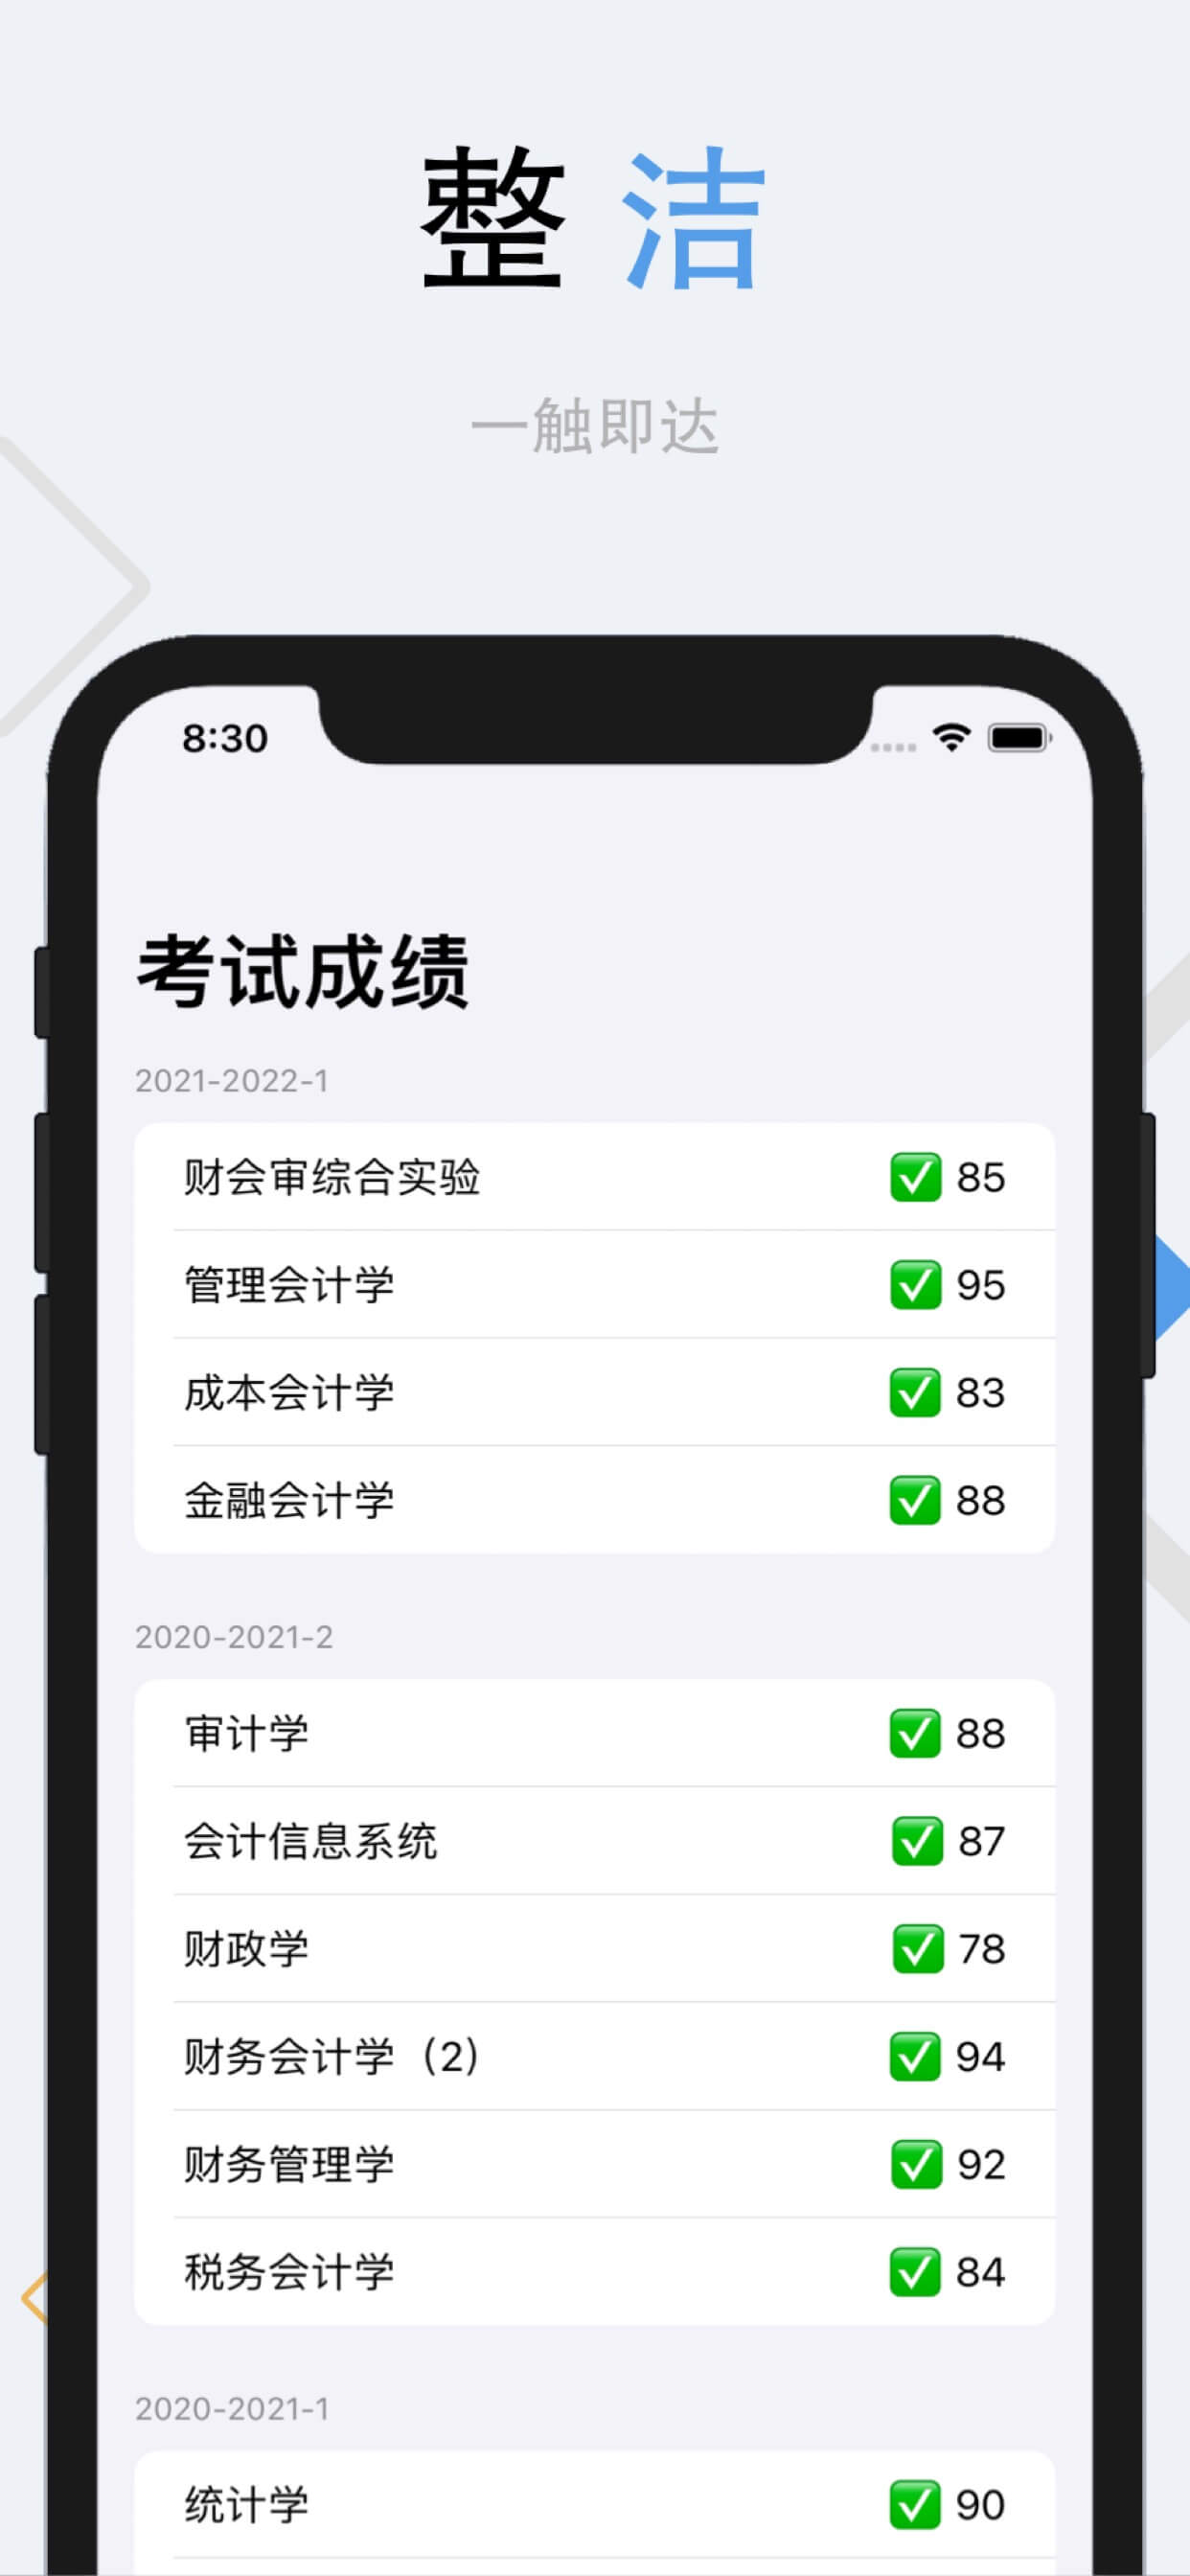 整 洁
一触即达
8:30
考试成绩
2021-2022-1
财会审综合实验 ✅ 85
管理会计学 ✅ 95
成本会计学 ✅ 83
金融会计学 ✅ 88
2020-2021-2
审计学 ✅ 88
会计信息系统 ✅ 87
财政学 ✅ 78
财务会计学（2） ✅ 94
财务管理学 ✅ 92
税务会计学 ✅ 84
2020-2021-1
统计学 ✅ 90